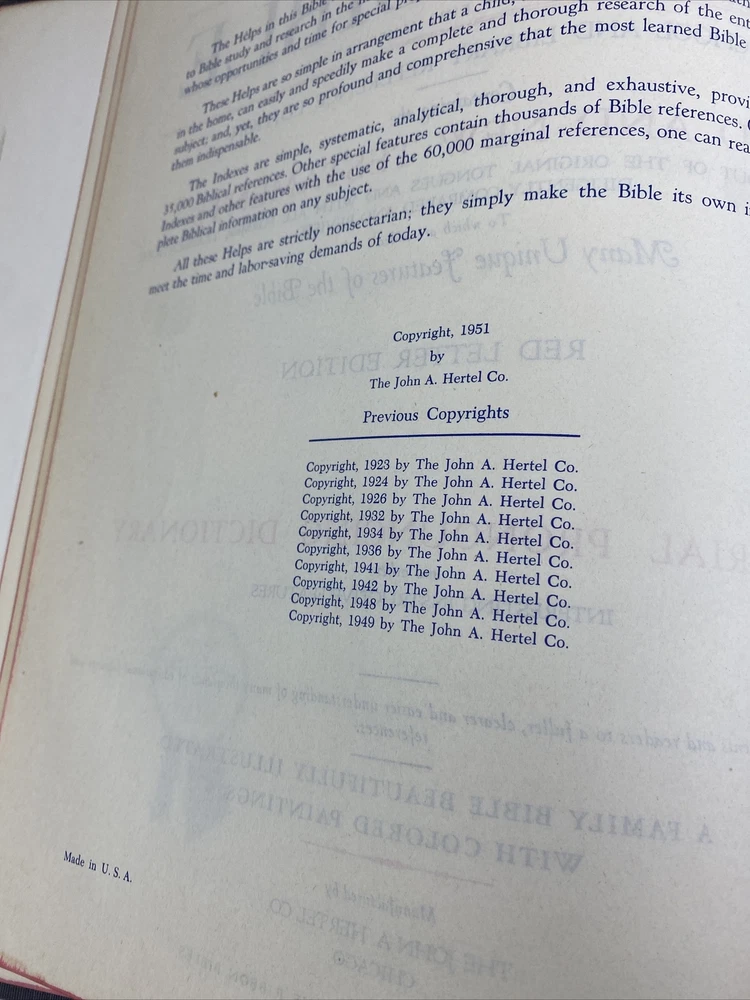 The Helps in this Bible
to Bible study and research in the
whose opportunities and time for special
These Helps are so simple in arrangement that a child,
in the home, can easily and speedily make a complete and thorough research of the ent
subject; and, yet, they are so profound and comprehensive that the most learned Bible
them indispensable.
The Indexes are simple, systematic, analytical, thorough, and exhaustive, provi
35,000 Biblical references. Other special features contain thousands of Bible references.
Indexes and other features with the use of the 60,000 marginal references, one can rea
plete Biblical information on any subject.
All these Helps are strictly nonsectarian; they simply make the Bible its own i
meet the time and labor-saving demands of today.
Copyright, 1951
by
The John A. Hertel Co.
Previous Copyrights
Copyright, 1923 by The John A. Hertel Co.
Copyright, 1924 by The John A. Hertel Co.
Copyright, 1926 by The John A. Hertel Co.
Copyright, 1932 by The John A. Hertel Co.
Copyright, 1934 by The John A. Hertel Co.
Copyright, 1936 by The John A. Hertel Co.
Copyright, 1941 by The John A. Hertel Co.
Copyright, 1942 by The John A. Hertel Co.
Copyright, 1948 by The John A. Hertel Co.
Copyright, 1949 by The John A. Hertel Co.
Made in U. S. A.